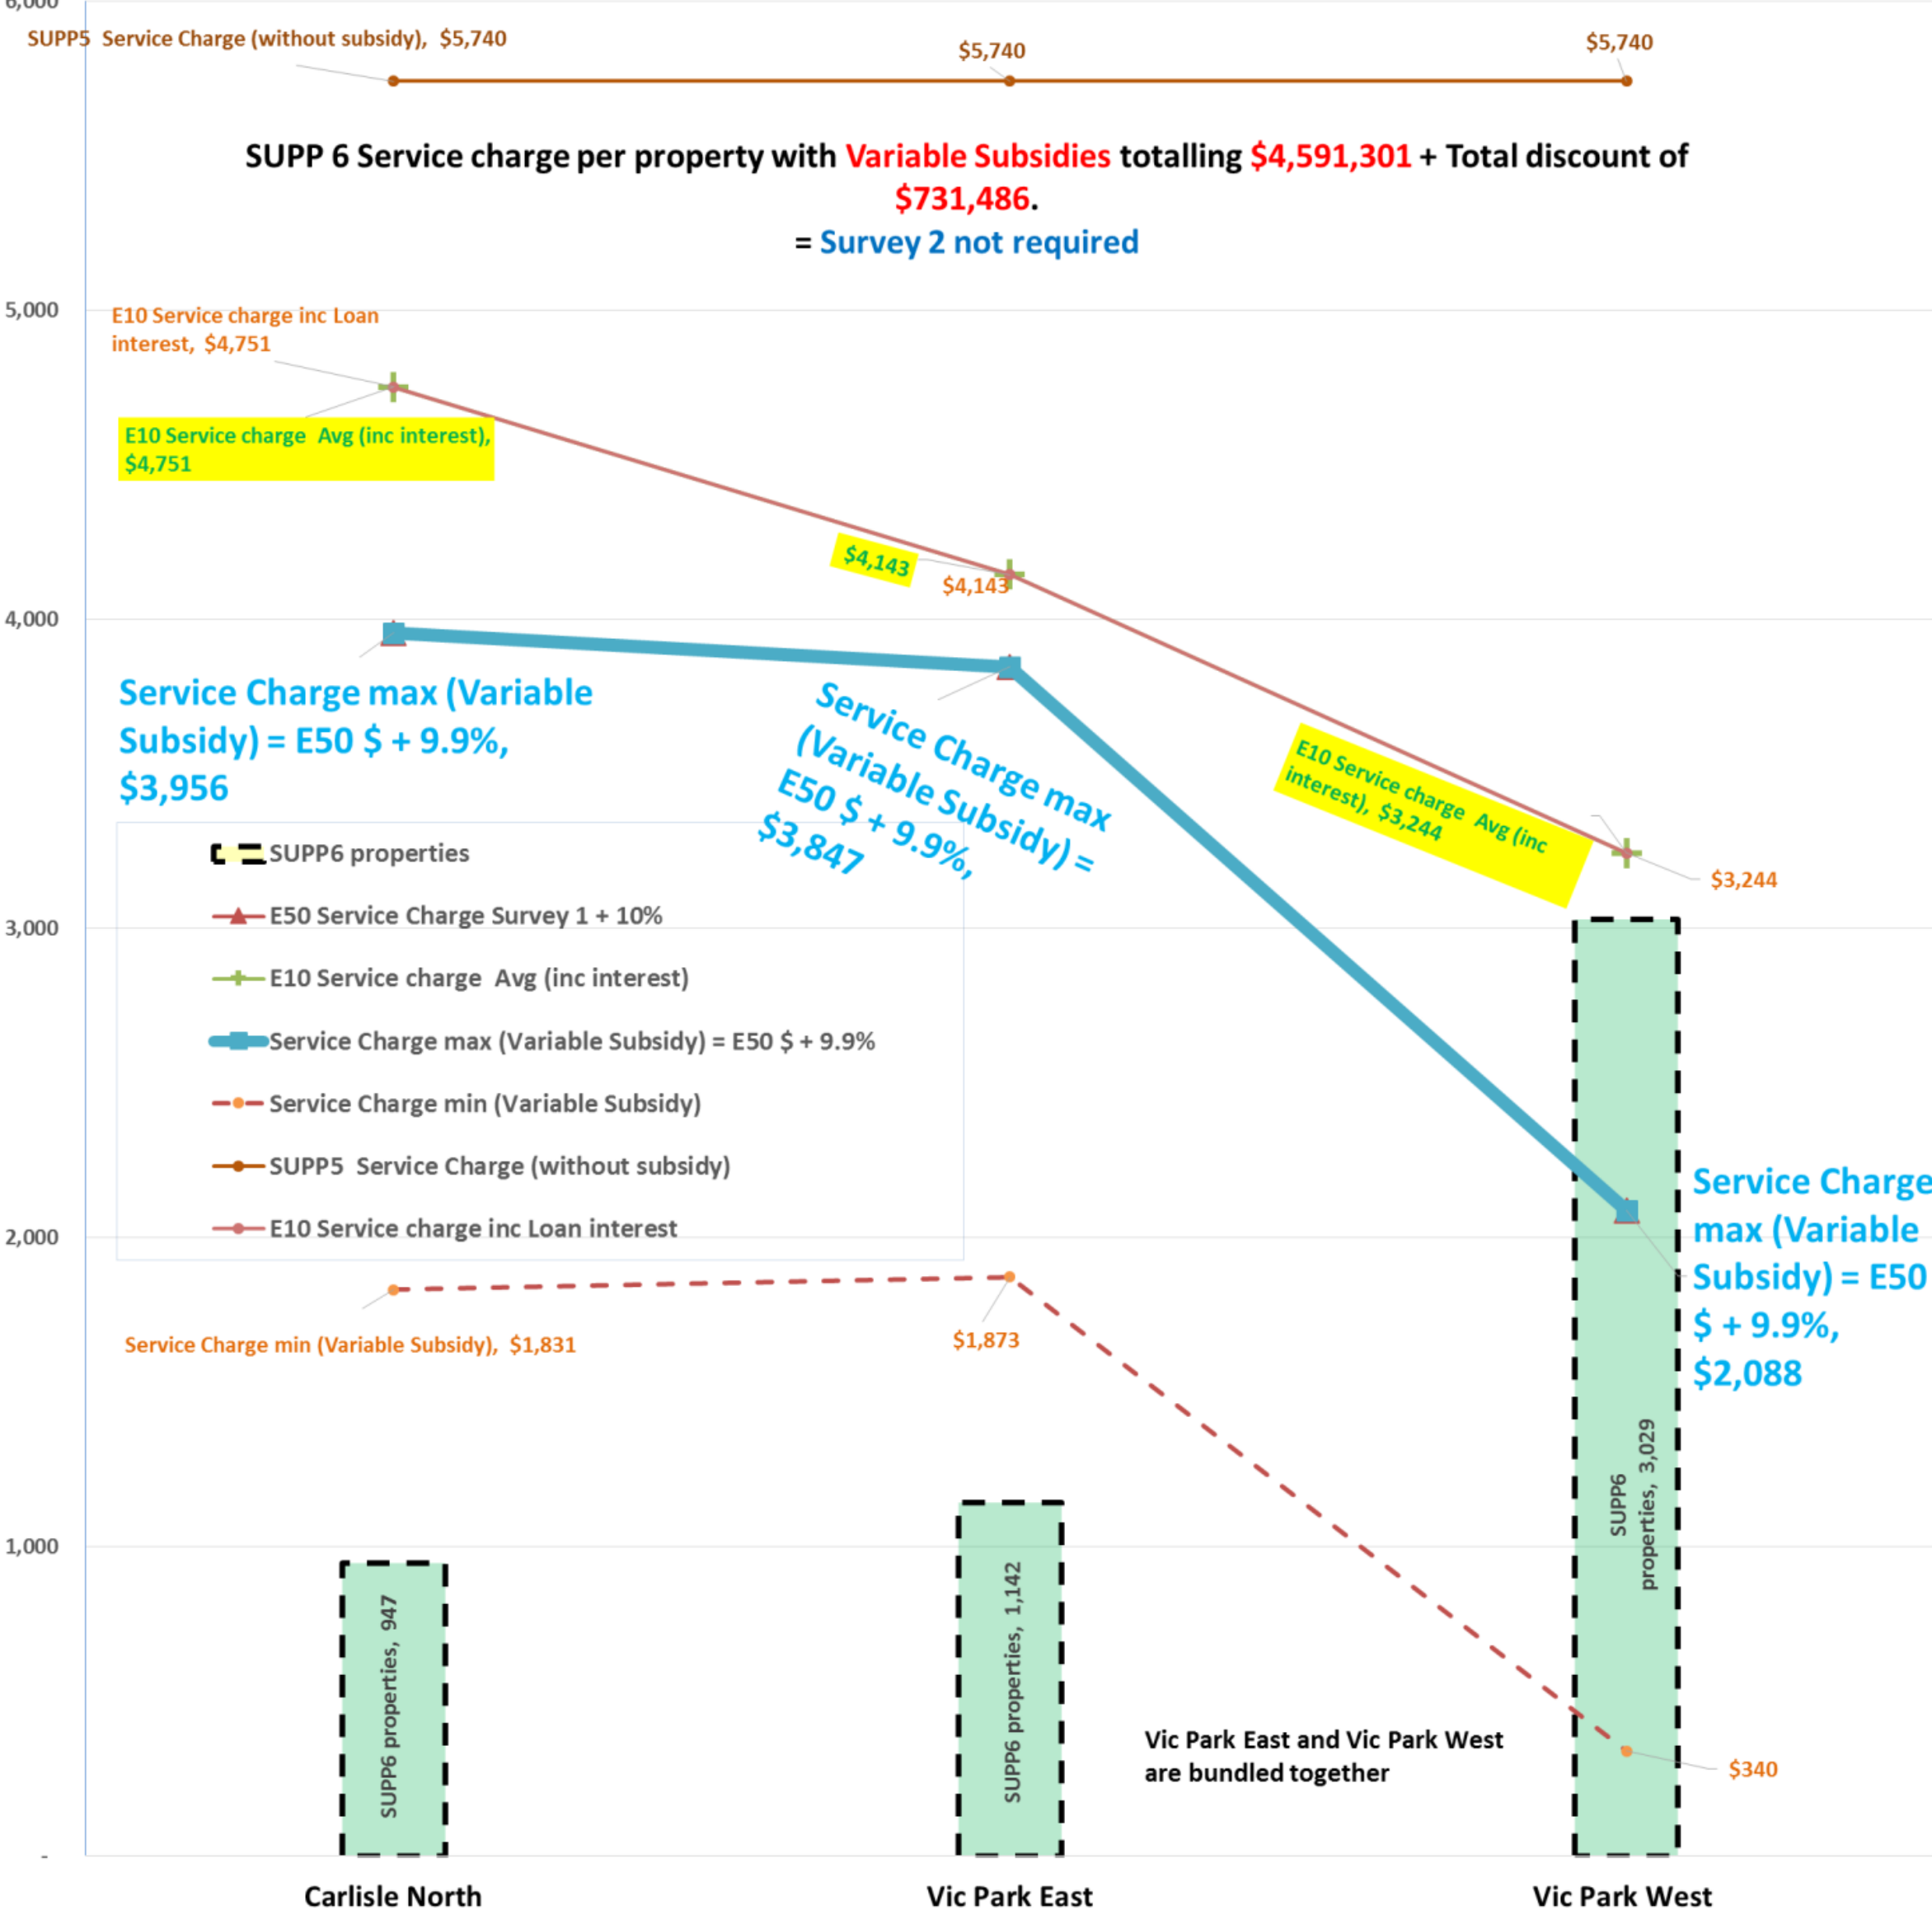 6,000
SUPP5  Service Charge (without subsidy),  $5,740
$5,740
$5,740
SUPP 6 Service charge per property with Variable Subsidies totalling $4,591,301 + Total discount of
$731,486.
= Survey 2 not required
5,000
E10 Service charge inc Loan
interest,  $4,751
E10 Service charge  Avg (inc interest),
$4,751
$4,143
$4,143
4,000
Service Charge max (Variable
Subsidy) = E50 $ + 9.9%,
$3,956
Service Charge max
(Variable Subsidy) =
E50 $ + 9.9%,
$3,847
E10 Service charge  Avg (inc
interest),  $3,244
$3,244
SUPP6 properties
E50 Service Charge Survey 1 + 10%
3,000
E10 Service charge  Avg (inc interest)
Service Charge max (Variable Subsidy) = E50 $ + 9.9%
Service Charge min (Variable Subsidy)
SUPP5  Service Charge (without subsidy)
E10 Service charge inc Loan interest
2,000
Service Charge
max (Variable
Subsidy) = E50
$ + 9.9%,
$2,088
Service Charge min (Variable Subsidy),  $1,831
$1,873
1,000
SUPP6 properties,  947
SUPP6 properties,  1,142
SUPP6
properties,  3,029
Vic Park East and Vic Park West
are bundled together
$340
-
Carlisle North
Vic Park East
Vic Park West